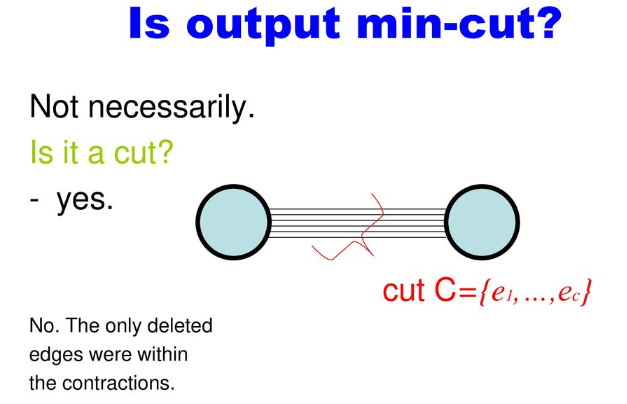 Is output min-cut?
Not necessarily.
Is it a cut?
- yes.
cut C={e1, ...,ec}
No. The only deleted
edges were within
the contractions.